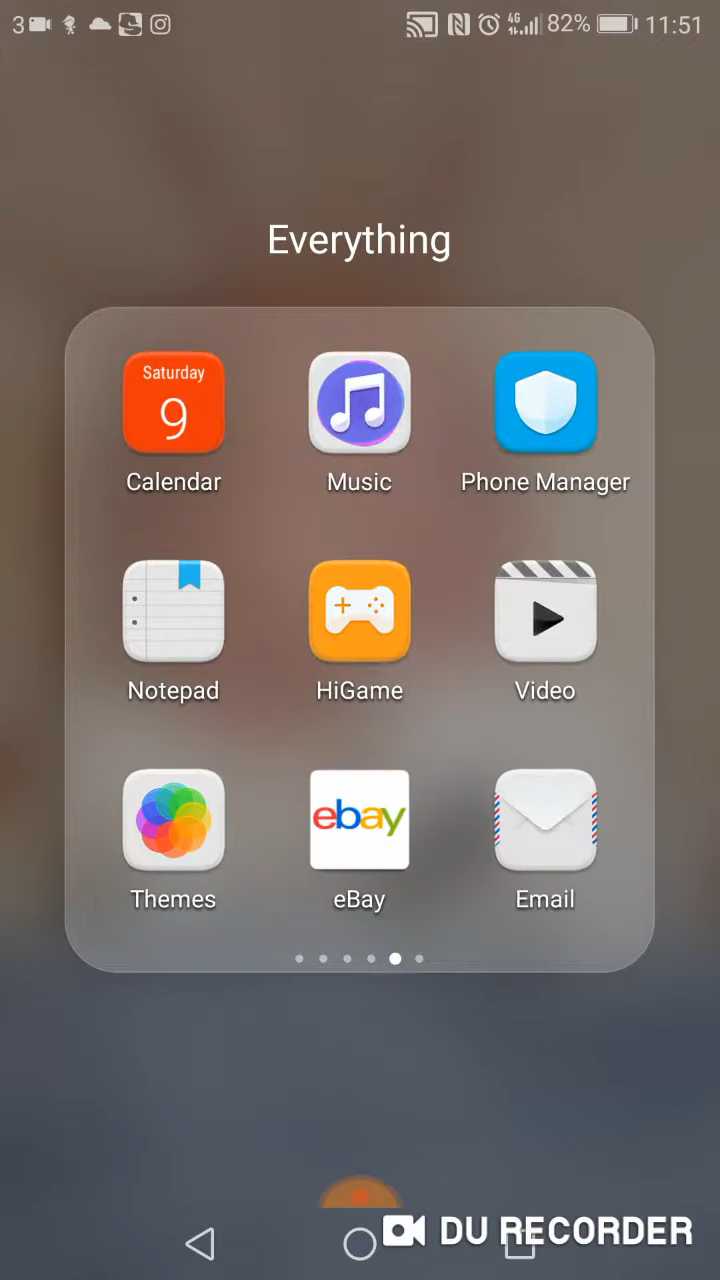 3
4G
82%
11:51
Everything
Saturday
9
Calendar
Music
Phone Manager
Notepad
HiGame
Video
Themes
ebay
eBay
Email
DU RECORDER